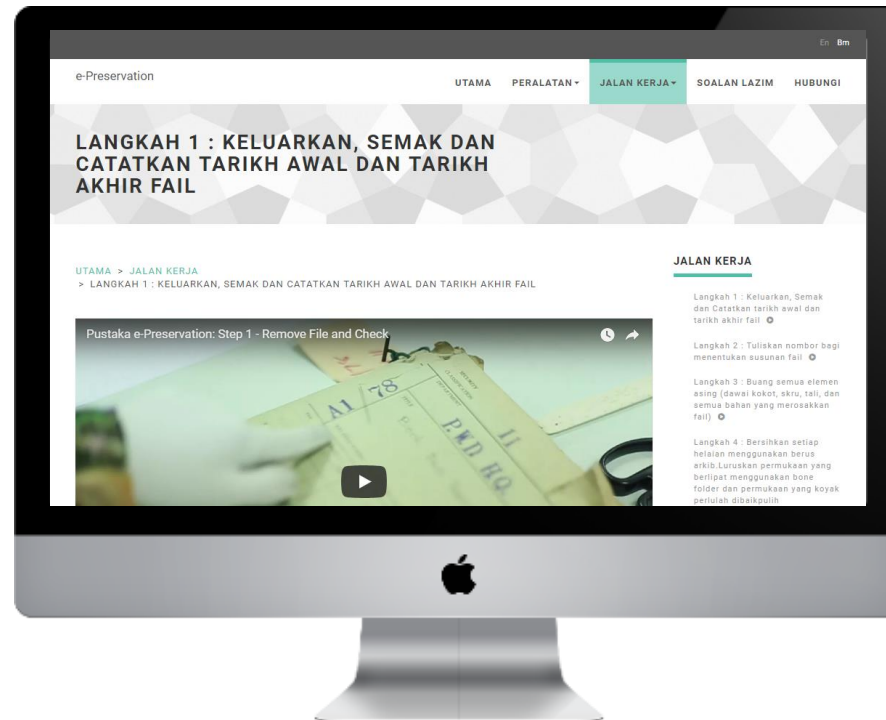 En Bm
e-Preservation
UTAMA PERALATAN JALAN KERJA SOALAN LAZIM HUBUNGI
LANGKAH 1 : KELUARKAN, SEMAK DAN
CATATKAN TARIKH AWAL DAN TARIKH
AKHIR FAIL
UTAMA > JALAN KERJA
> LANGKAH 1 : KELUARKAN, SEMAK DAN CATATKAN TARIKH AWAL DAN TARIKH AKHIR FAIL
Pustaka e-Preservation: Step 1 - Remove File and Check
A1/78
11
P.W.D HQ.
JALAN KERJA
Langkah 1 : Keluarkan, Semak
dan Catatkan tarikh awal dan
tarikh akhir fail
Langkah 2 : Tuliskan nombor bagi
menentukan susunan fail
Langkah 3 : Buang semua elemen
asing (dawai kokot, skru, tali, dan
semua bahan yang merosakkan
fail)
Langkah 4 : Bersihkan setiap
helaian menggunakan berus
arkib.Luruskan permukaan yang
berlipat menggunakan bone
folder dan permukaan yang koyak
perlulah dibaikpulih